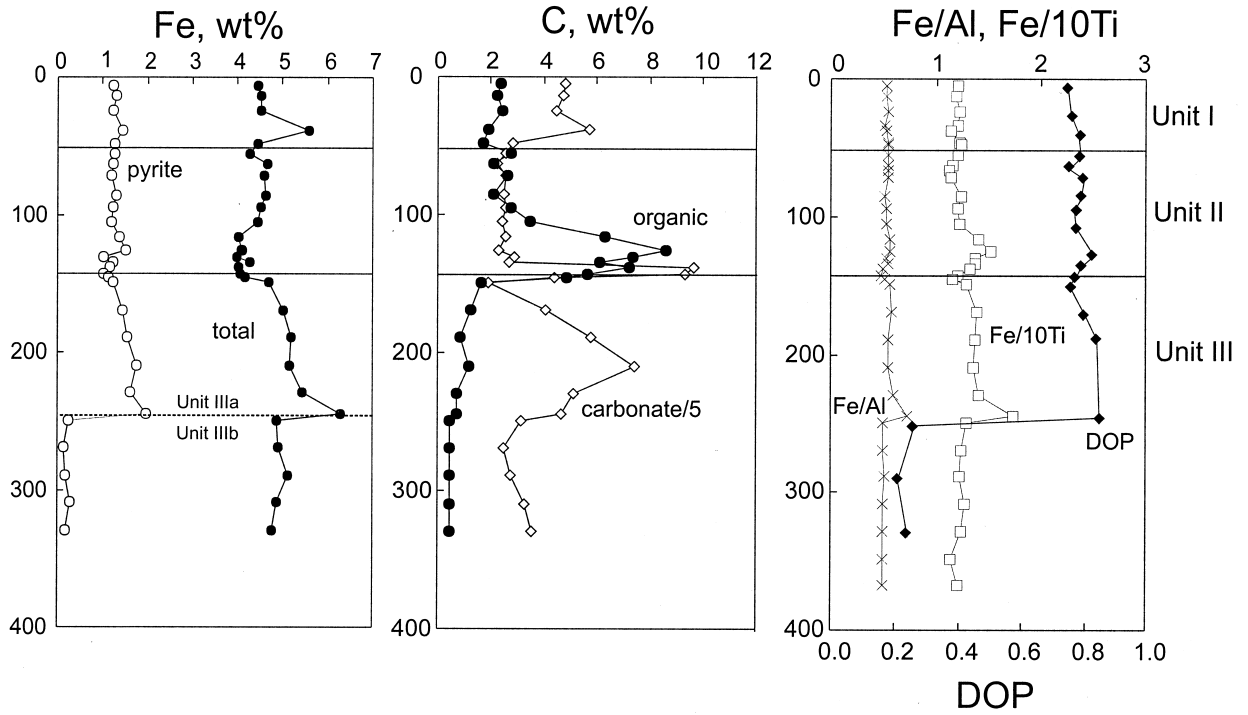 Fe, wt%
0 1 2 3 4 5 6 7
0
100
200
300
400
pyrite
total
Unit IIIa
Unit IIIb
C, wt%
0 2 4 6 8 10 12
0
100
200
300
400
organic
carbonate/5
Fe/Al, Fe/10Ti
0 1 2 3
0
100
200
300
400
Fe/10Ti
Fe/Al
DOP
0.0 0.2 0.4 0.6 0.8 1.0
DOP
Unit I
Unit II
Unit III